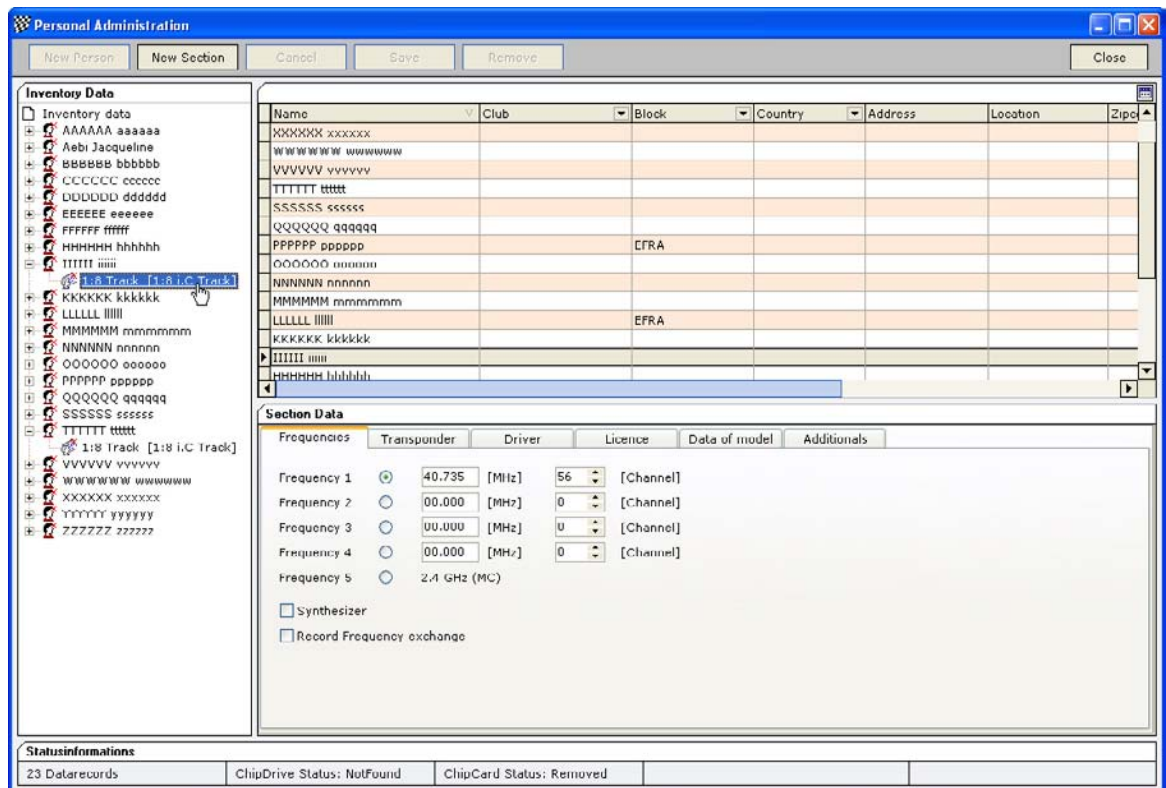 Personal Administration
New Person New Section Cancel Save Remove Close
Inventory Data
Inventory data
AAAAAA aaaaaa
Aebi Jacqueline
BBBBBB bbbbbb
CCCCCC cccccc
DDDDDD dddddd
EEEEEE eeeeee
FFFFFF ffffff
HHHHHH hhhhhh
IIIIII iiiiii
1:8 Track [1:8 i.C Track]
KKKKKK kkkkkk
LLLLLL llllll
MMMMMM mmmmmm
NNNNNN nnnnnn
OOOOOO oooooo
PPPPPP pppppp
QQQQQQ qqqqqq
SSSSSS ssssss
TTTTTT tttttt
1:8 Track [1:8 i.C Track]
VVVVVV vvvvvv
WWWWWW wwwwww
XXXXXX xxxxxx
YYYYYY yyyyyy
ZZZZZZ zzzzzz
Name Club Block Country Address Location
XXXXXX xxxxxx
WWWWWW wwwwww
VVVVVV vvvvvv
TTTTTT tttttt
SSSSSS ssssss
QQQQQQ qqqqqq
PPPPPP pppppp EFRA
OOOOOO oooooo
NNNNNN nnnnnn
MMMMMM mmmmmm
LLLLLL llllll EFRA
KKKKKK kkkkkk
IIIIII iiiiii
HHHHHH hhhhhh
Section Data
Frequencies Transponder Driver Licence Data of model Additionals
Frequency 1 40.735 [MHz] 56 [Channel]
Frequency 2 00.000 [MHz] 0 [Channel]
Frequency 3 00.000 [MHz] 0 [Channel]
Frequency 4 00.000 [MHz] 0 [Channel]
Frequency 5 2.4 GHz (MC)
Synthesizer
Record Frequency exchange
Statusinformations
23 Datarecords ChipDrive Status: NotFound ChipCard Status: Removed